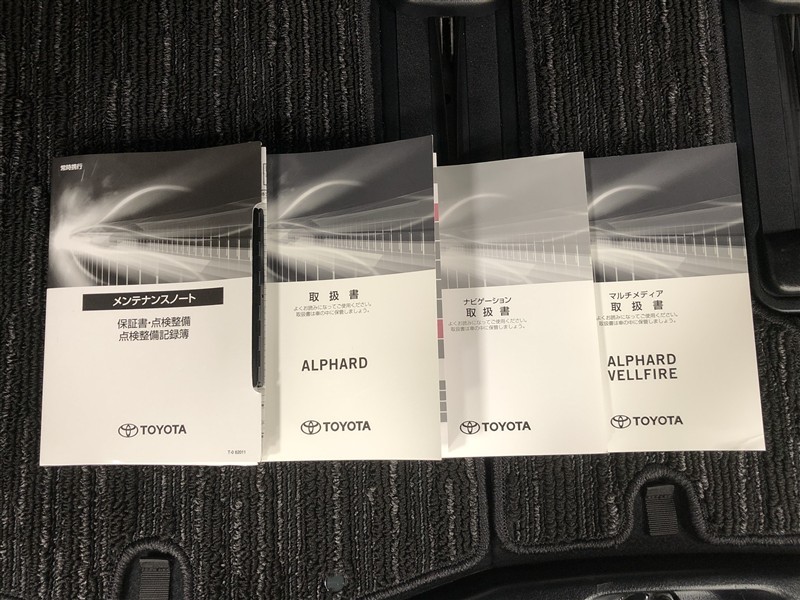 常時携行
メンテナンスノート
保証書・点検整備
点検整備記録簿
TOYOTA
取扱書
よくお読みになってご使用ください。
取扱書は車の中に保管しましょう。
ALPHARD
TOYOTA
ナビゲーション
取扱書
よくお読みになってご使用ください。
取扱書は車の中に保管しましょう。
TOYOTA
マルチメディア
取扱書
よくお読みになってご使用ください。
取扱書は車の中に保管しましょう。
ALPHARD
VELLFIRE
TOYOTA